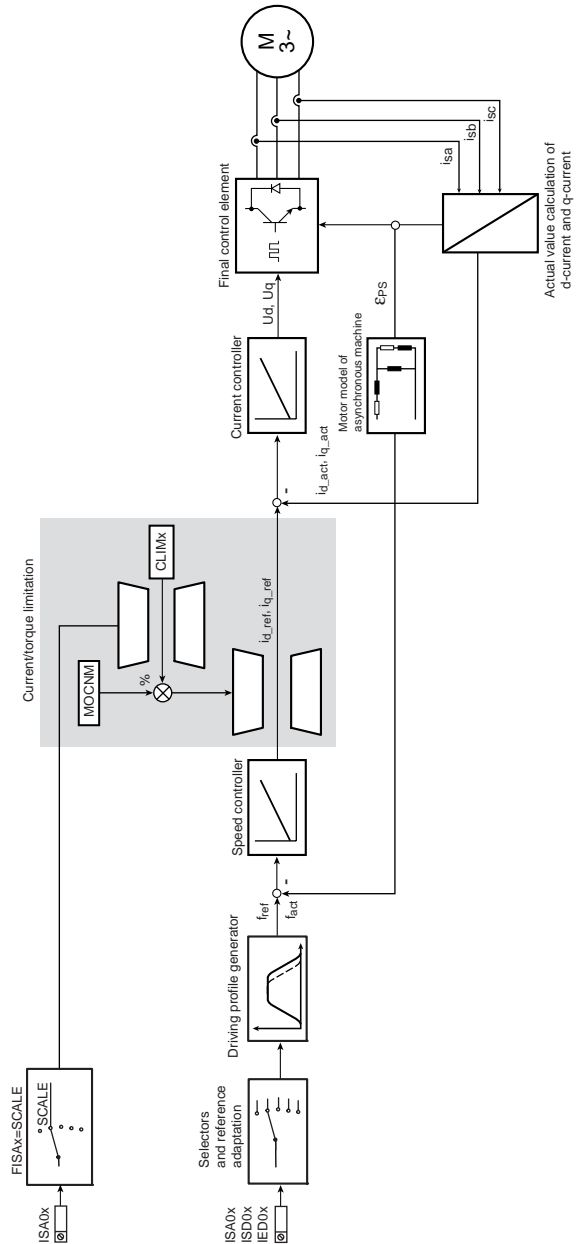 ISA0x
FISAx=SCALE
SCALE
Current/torque limitation
MOCNM
%
CLIMx
ISA0x
ISD0x
IED0x
Selectors
and reference
adaptation
Driving profile generator
fref
fact
-
Speed controller
id_ref, iq_ref
-
id_act, iq_act
Current controller
Ud, Uq
Final control element
M
3~
Motor model of
asynchronous machine
εPS
isa
isb
isc
Actual value calculation of
d-current and q-current